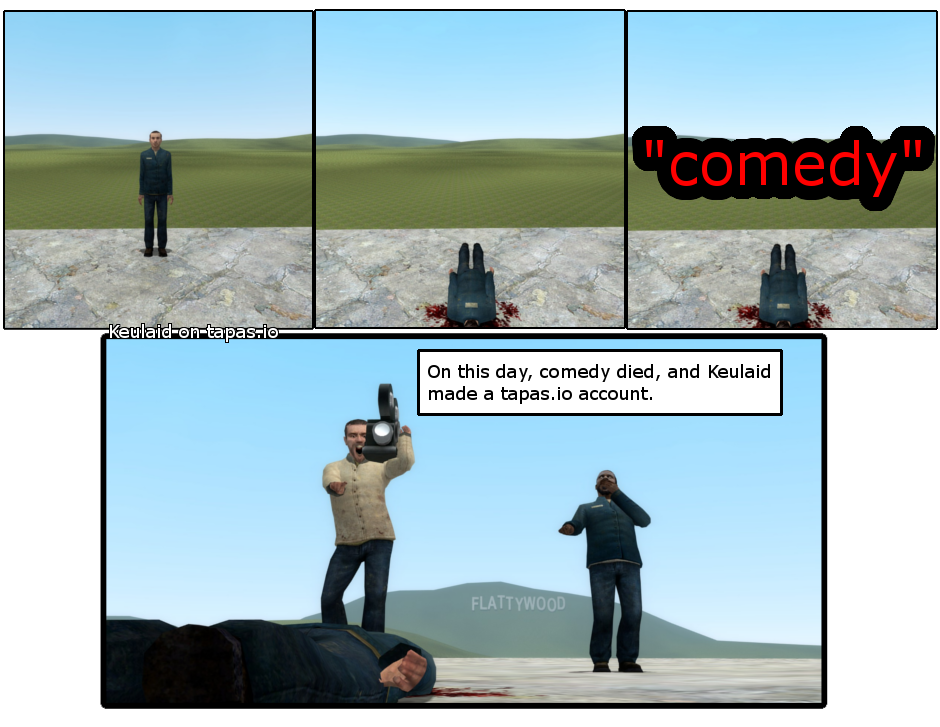 "comedy"
Keulaid on tapas.io
On this day, comedy died, and Keulaid
made a tapas.io account.
FLATTYWOOD